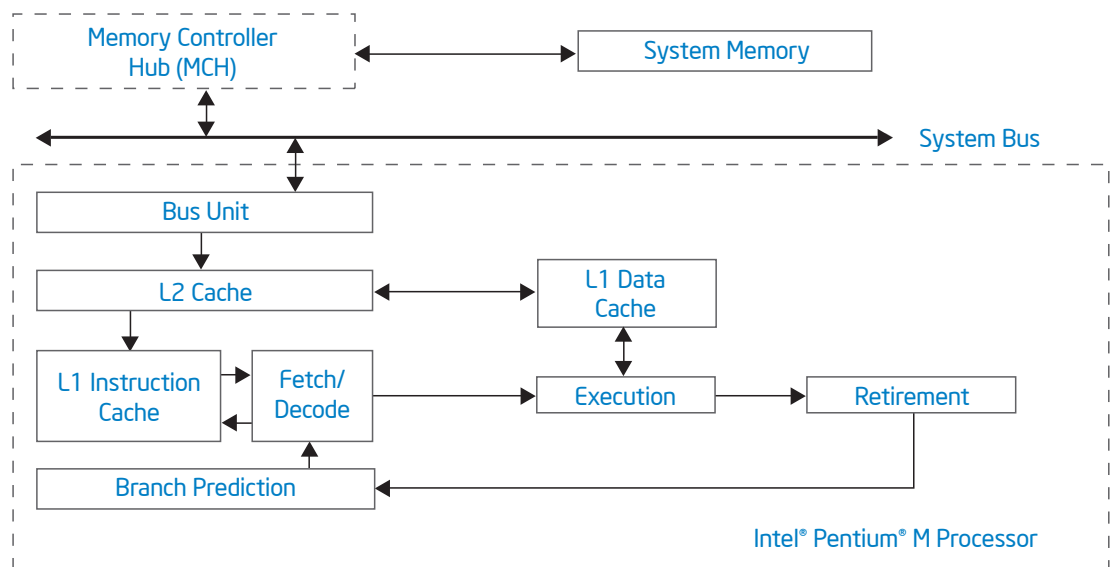 Memory Controller
Hub (MCH)
System Memory
System Bus
Bus Unit
L2 Cache
L1 Data
Cache
L1 Instruction
Cache
Fetch/
Decode
Execution
Retirement
Branch Prediction
Intel® Pentium® M Processor